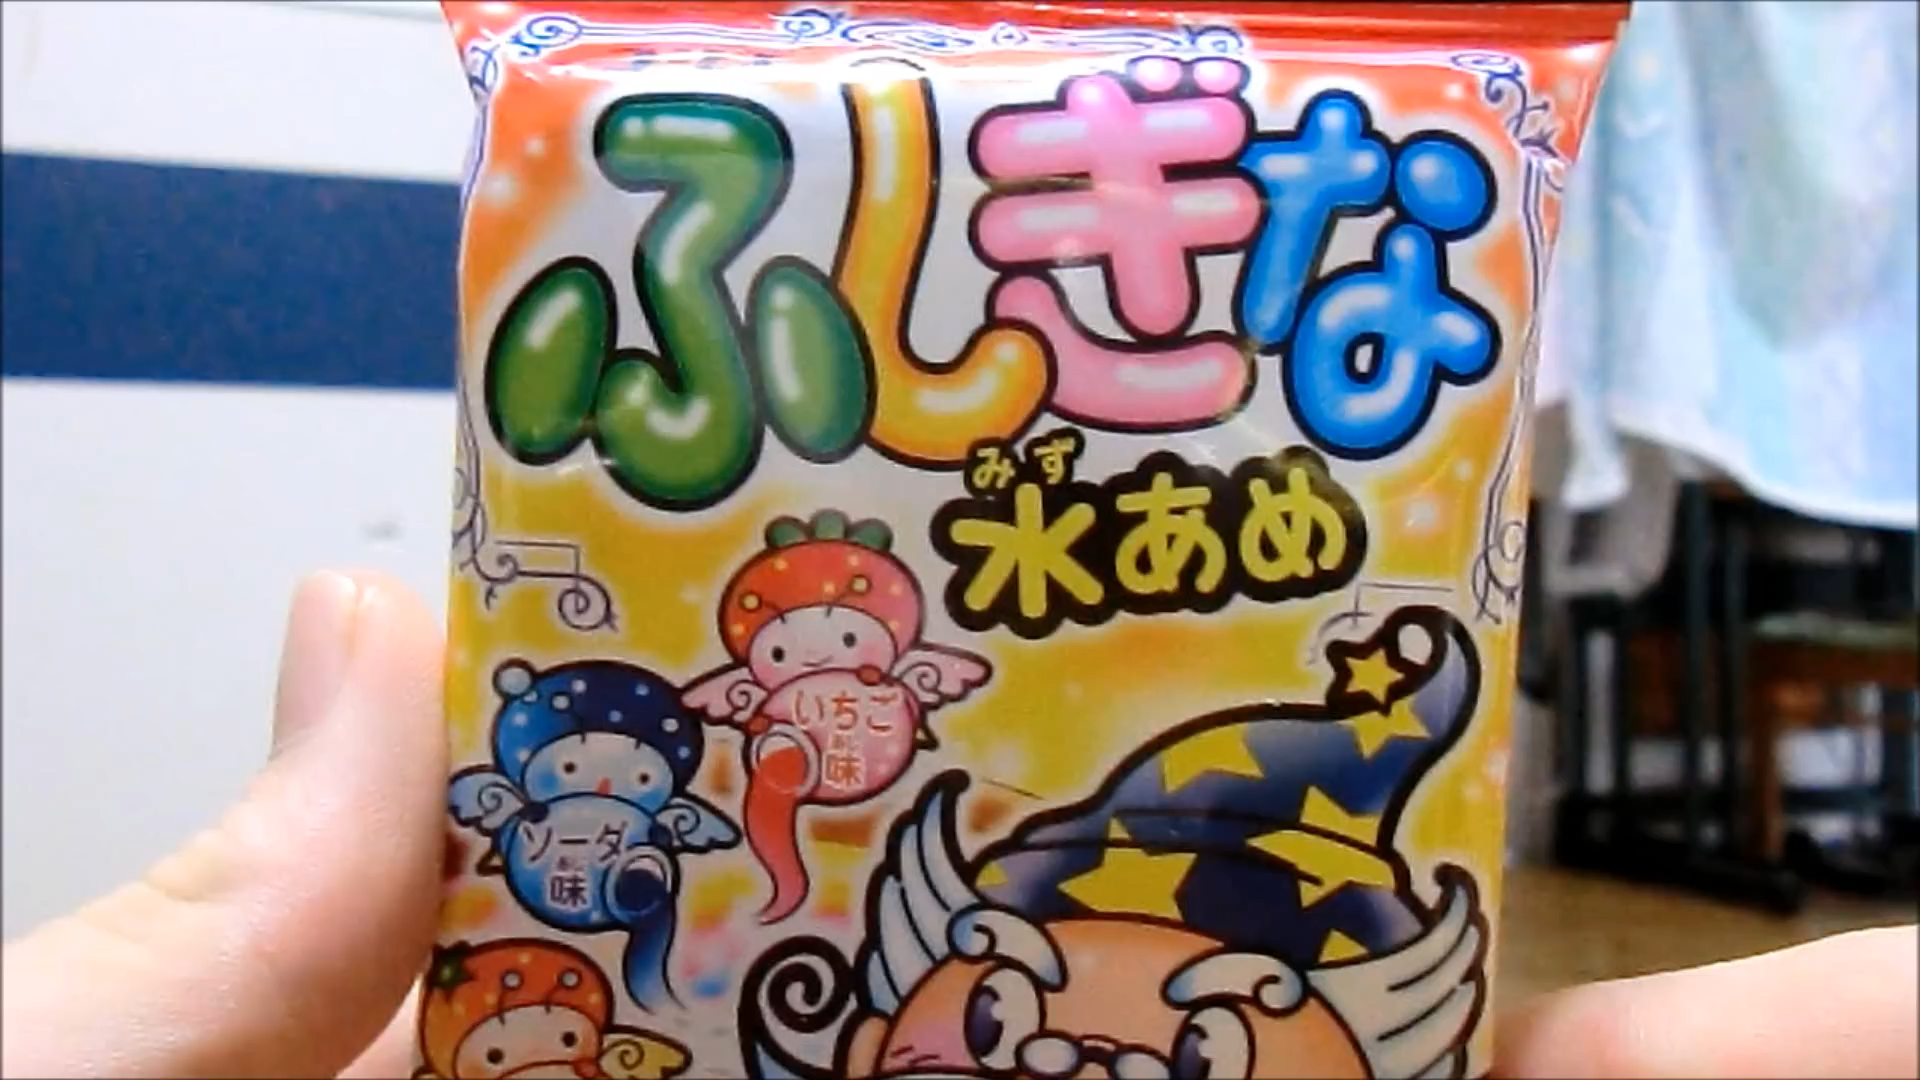 ふしぎな
みず
水あめ
いちご
味
ソーダ
味